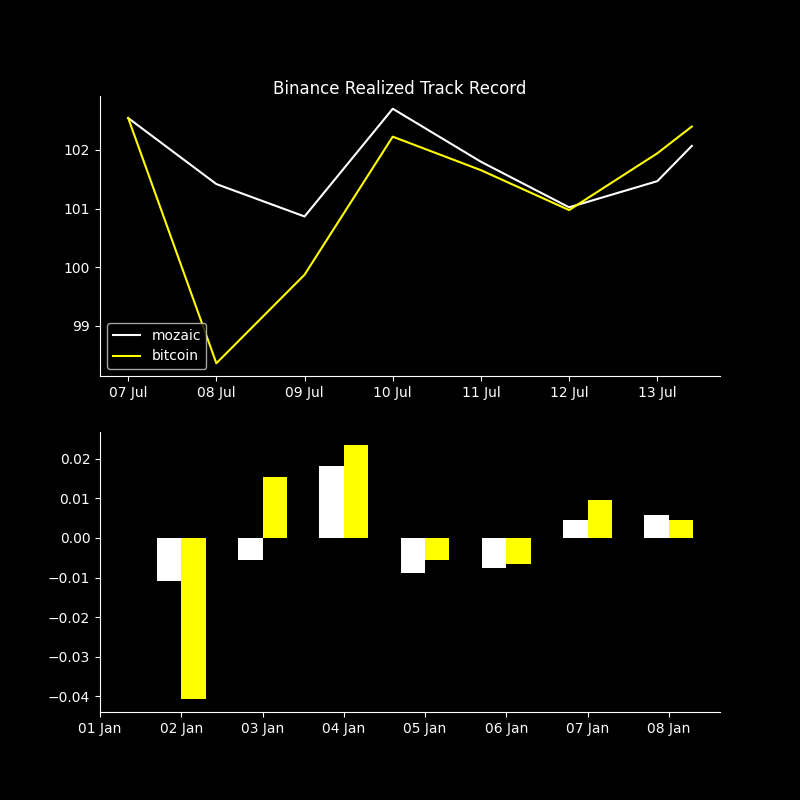 Binance Realized Track Record
102
101
100
99
mozaic
bitcoin
07 Jul 08 Jul 09 Jul 10 Jul 11 Jul 12 Jul 13 Jul
0.02
0.01
0.00
−0.01
−0.02
−0.03
−0.04
01 Jan 02 Jan 03 Jan 04 Jan 05 Jan 06 Jan 07 Jan 08 Jan